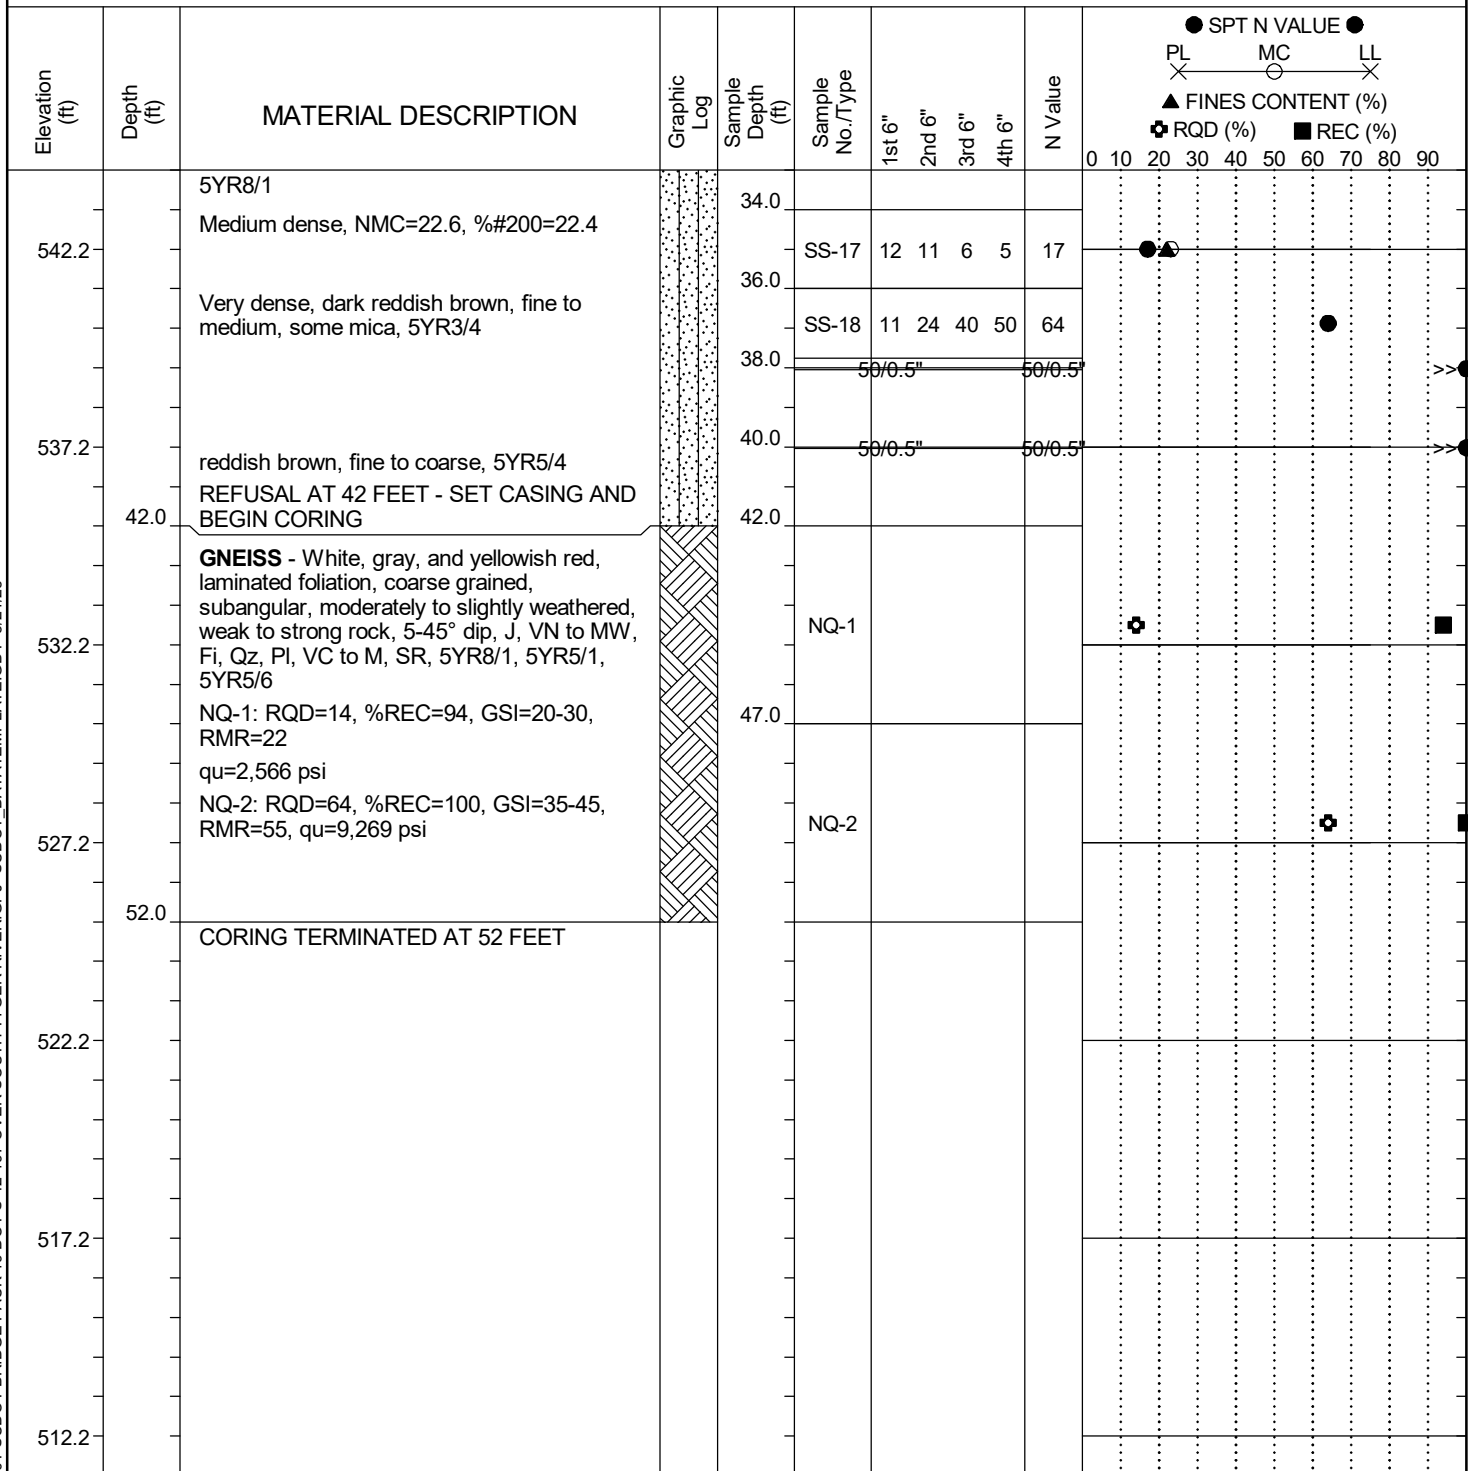 ● SPT N VALUE ●
PL MC LL
▲ FINES CONTENT (%)
RQD (%) ■ REC (%)
0 10 20 30 40 50 60 70 80 90
Elevation (ft)
Depth (ft)
MATERIAL DESCRIPTION
Graphic Log
Sample Depth (ft)
Sample No./Type
1st 6"
2nd 6"
3rd 6"
4th 6"
N Value
5YR8/1
34.0
Medium dense, NMC=22.6, %#200=22.4
542.2 SS-17 12 11 6 5 17
36.0
Very dense, dark reddish brown, fine to
medium, some mica, 5YR3/4
SS-18 11 24 40 50 64
38.0
50/0.5" 50/0.5" >>
40.0
537.2 50/0.5" 50/0.5" >>
reddish brown, fine to coarse, 5YR5/4
REFUSAL AT 42 FEET - SET CASING AND
BEGIN CORING
42.0 42.0
GNEISS - White, gray, and yellowish red,
laminated foliation, coarse grained,
subangular, moderately to slightly weathered,
weak to strong rock, 5-45° dip, J, VN to MW,
Fi, Qz, Pl, VC to M, SR, 5YR8/1, 5YR5/1,
5YR5/6
NQ-1
532.2
NQ-1: RQD=14, %REC=94, GSI=20-30,
RMR=22
47.0
qu=2,566 psi
NQ-2: RQD=64, %REC=100, GSI=35-45,
RMR=55, qu=9,269 psi
NQ-2
527.2
52.0
CORING TERMINATED AT 52 FEET
522.2
517.2
512.2